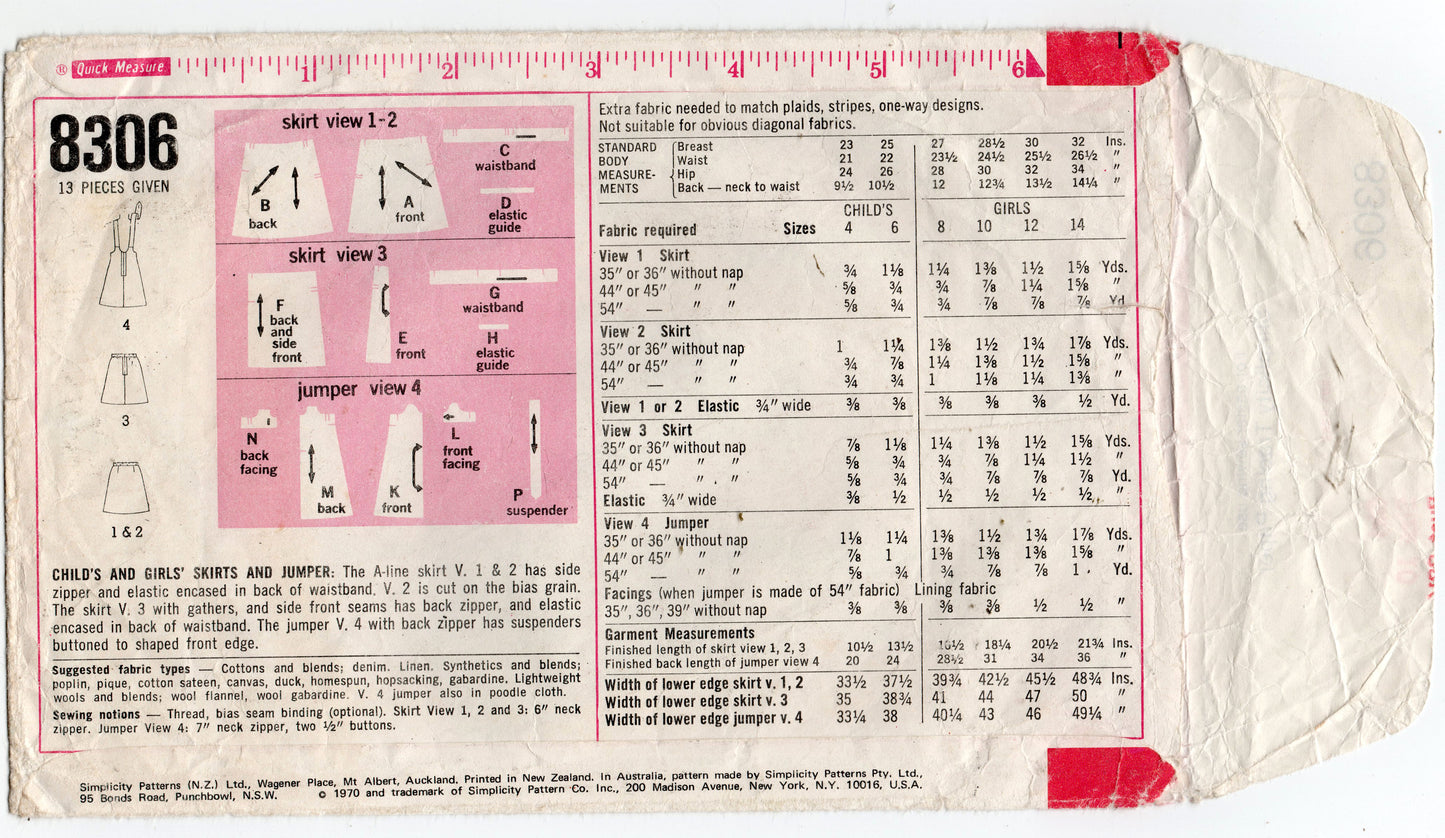 ® Quick Measure 1 2 3 4 5 6
8306
13 PIECES GIVEN
4
3
1 & 2
skirt view 1-2
B
back
A
front
C
waistband
D
elastic
guide
skirt view 3
F
back
and
side
front
E
front
G
waistband
H
elastic
guide
jumper view 4
N
back
facing
M
back
K
front
L
front
facing
P
suspender
CHILD'S AND GIRLS' SKIRTS AND JUMPER: The A-line skirt V. 1 & 2 has side
zipper and elastic encased in back of waistband. V. 2 is cut on the bias grain.
The skirt V. 3 with gathers, and side front seams has back zipper, and elastic
encased in back of waistband. The jumper V. 4 with back zipper has suspenders
buttoned to shaped front edge.
Suggested fabric types — Cottons and blends; denim. Linen. Synthetics and blends;
poplin, pique, cotton sateen, canvas, duck, homespun, hopsacking, gabardine. Lightweight
wools and blends; wool flannel, wool gabardine. V. 4 jumper also in poodle cloth.
Sewing notions — Thread, bias seam binding (optional). Skirt View 1, 2 and 3: 6″ neck
zipper. Jumper View 4: 7″ neck zipper, two ½″ buttons.
Extra fabric needed to match plaids, stripes, one-way designs.
Not suitable for obvious diagonal fabrics.
STANDARD Breast 23 25 27 28½ 30 32 Ins.
BODY Waist 21 22 23½ 24½ 25½ 26½ ″
MEASURE- Hip 24 26 28 30 32 34 ″
MENTS Back — neck to waist 9½ 10½ 12 12¾ 13½ 14¼ ″
CHILD'S GIRLS
Fabric required Sizes 4 6 8 10 12 14
View 1 Skirt
35″ or 36″ without nap ¾ 1⅛ 1¼ 1⅜ 1½ 1⅝ Yds.
44″ or 45″ ″ ″ ⅝ ¾ ¾ ⅞ 1¼ 1⅝ ″
54″ — ″ ″ ⅝ ¾ ¾ ⅞ ⅞ ⅞ Yd.
View 2 Skirt
35″ or 36″ without nap 1 1¼ 1⅜ 1½ 1¾ 1⅞ Yds.
44″ or 45″ ″ ″ ¾ ⅞ 1¼ 1⅜ 1½ 1⅝ ″
54″ — ″ ″ ¾ ¾ 1 1⅛ 1¼ 1⅜ ″
View 1 or 2 Elastic ¾″ wide ⅜ ⅜ ⅜ ⅜ ⅜ ½ Yd.
View 3 Skirt
35″ or 36″ without nap ⅞ 1⅛ 1¼ 1⅜ 1½ 1⅝ Yds.
44″ or 45″ ″ ″ ⅝ ¾ ¾ ⅞ 1¼ 1½ ″
54″ — ″ ″ ⅝ ¾ ¾ ⅞ ⅞ ⅞ Yd.
Elastic ¾″ wide ⅜ ½ ½ ½ ½ ½ ″
View 4 Jumper
35″ or 36″ without nap 1⅛ 1¼ 1⅜ 1½ 1¾ 1⅞ Yds.
44″ or 45″ ″ ″ ⅞ 1 1⅜ 1⅜ 1⅜ 1⅝ ″
54″ — ″ ″ ⅝ ¾ ¾ ⅞ ⅞ 1 Yd.
Facings (when jumper is made of 54″ fabric) Lining fabric
35″, 36″, 39″ without nap ⅜ ⅜ ⅜ ⅜ ½ ½ ″
Garment Measurements
Finished length of skirt view 1, 2, 3 10½ 13½ 16½ 18¼ 20½ 21¾ Ins.
Finished back length of jumper view 4 20 24 28½ 31 34 36 ″
Width of lower edge skirt v. 1, 2 33½ 37½ 39¾ 42½ 45½ 48¾ Ins.
Width of lower edge skirt v. 3 35 38¾ 41 44 47 50 ″
Width of lower edge jumper v. 4 33¼ 38 40¼ 43 46 49¼ ″
Simplicity Patterns (N.Z.) Ltd., Wagener Place, Mt Albert, Auckland. Printed in New Zealand. In Australia, pattern made by Simplicity Patterns Pty. Ltd.,
95 Bonds Road, Punchbowl, N.S.W. © 1970 and trademark of Simplicity Pattern Co. Inc., 200 Madison Avenue, New York, N.Y. 10016, U.S.A.
8306